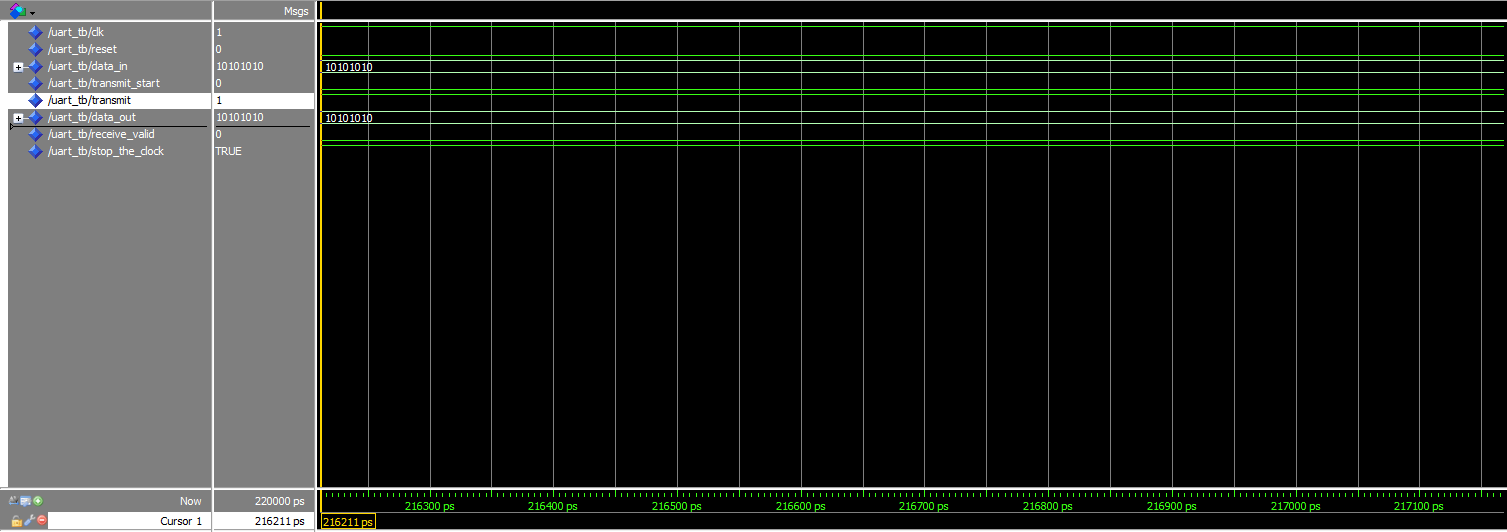 Msgs
/uart_tb/clk 1
/uart_tb/reset 0
/uart_tb/data_in 10101010 10101010
/uart_tb/transmit_start 0
/uart_tb/transmit 1
/uart_tb/data_out 10101010 10101010
/uart_tb/receive_valid 0
/uart_tb/stop_the_clock TRUE
Now 220000 ps 216300 ps 216400 ps 216500 ps 216600 ps 216700 ps 216800 ps 216900 ps 217000 ps 217100 ps
Cursor 1 216211 ps 216211 ps